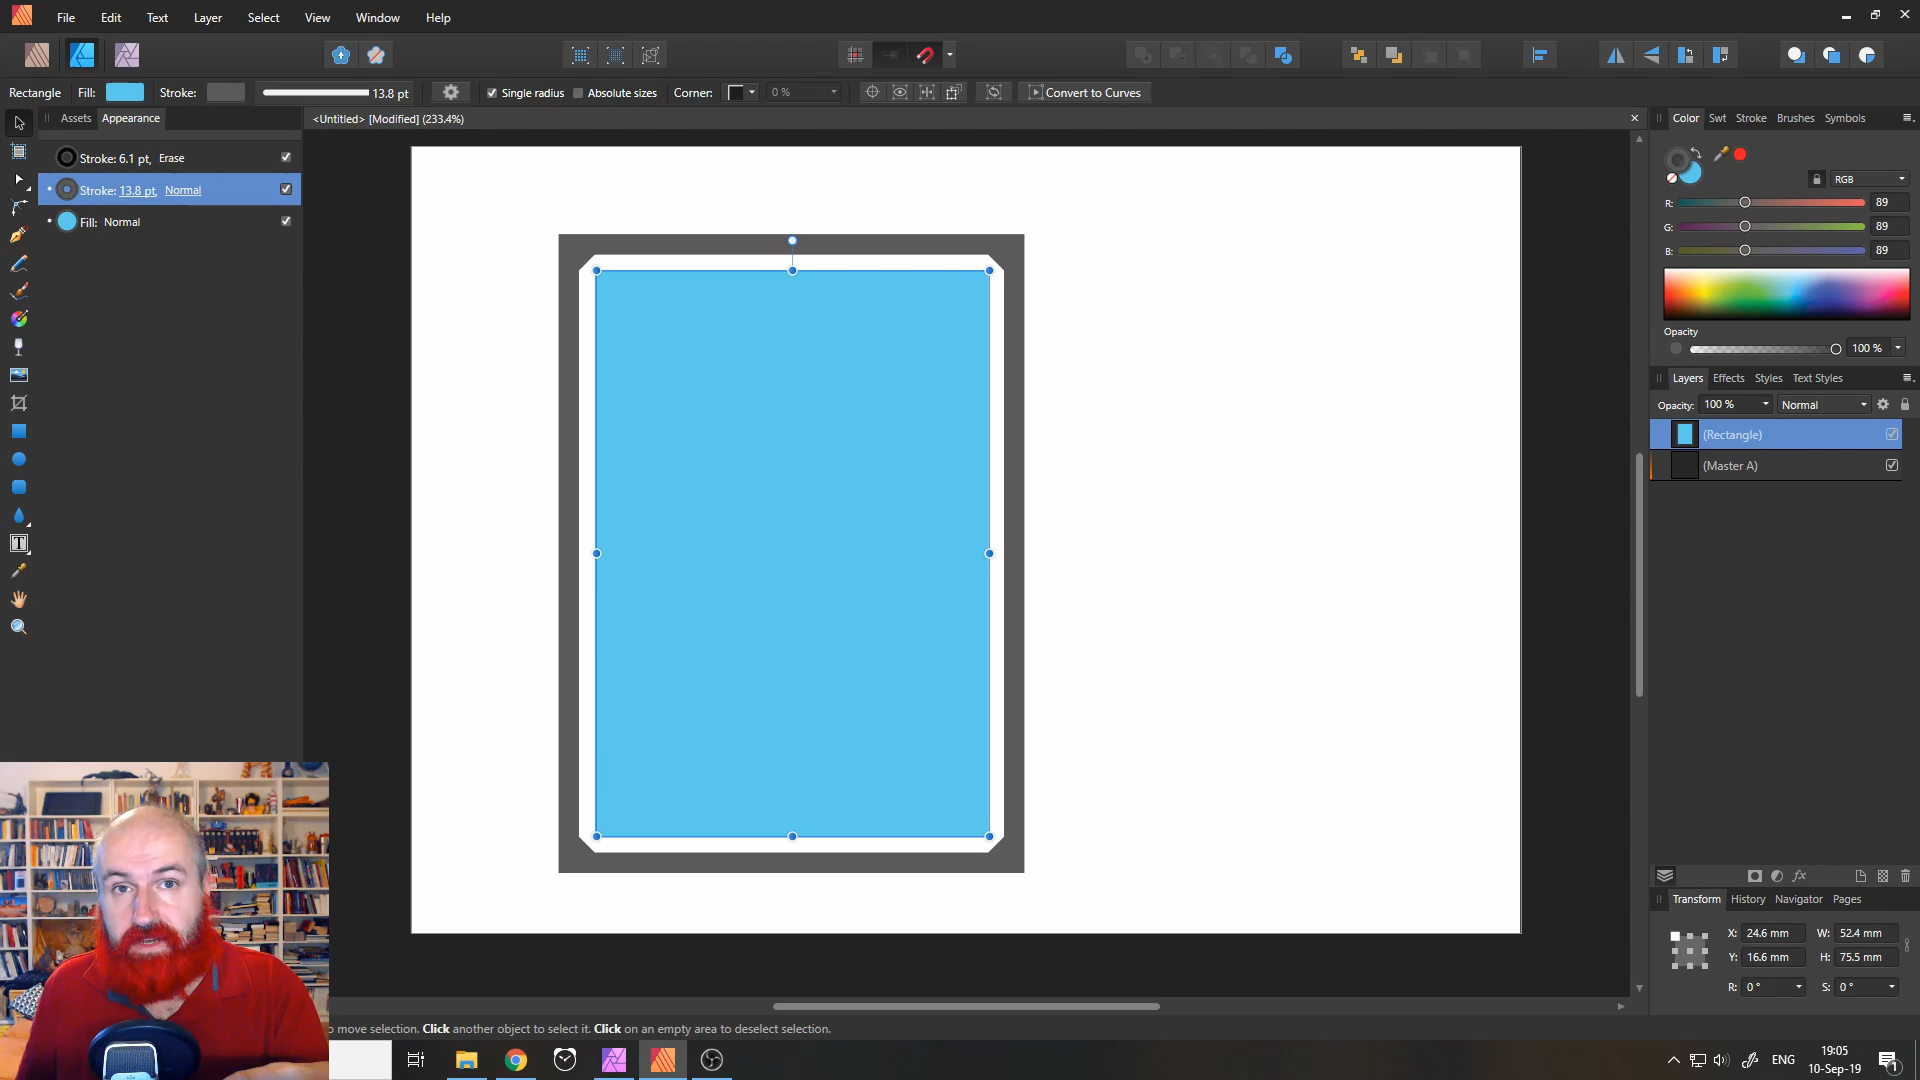 File Edit Text Layer Select View Window Help
Rectangle Fill: Stroke: 13.8 pt Single radius Absolute sizes Corner: 0 % Convert to Curves
Assets Appearance
<Untitled> [Modified] (233.4%)
Stroke: 6.1 pt, Erase
Stroke: 13.8 pt, Normal
Fill: Normal
Color Swt Stroke Brushes Symbols
RGB
R: 89
G: 89
B: 89
Opacity
100 %
Layers Effects Styles Text Styles
Opacity: 100 % Normal
(Rectangle)
(Master A)
fx
Transform History Navigator Pages
X: 24.6 mm W: 52.4 mm
Y: 16.6 mm H: 75.5 mm
R: 0 ° S: 0 °
o move selection. Click another object to select it. Click on an empty area to deselect selection.
ENG
19:05
10-Sep-19
1